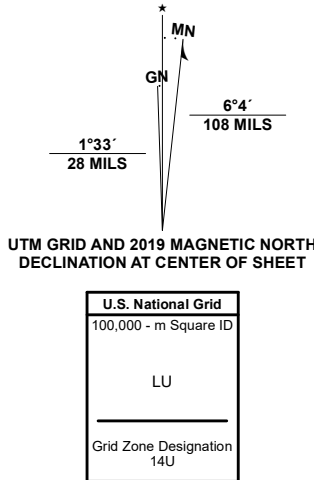 ★
MN
GN
6°4´
108 MILS
1°33´
28 MILS
UTM GRID AND 2019 MAGNETIC NORTH
DECLINATION AT CENTER OF SHEET
U.S. National Grid
100,000 - m Square ID
LU
Grid Zone Designation
14U